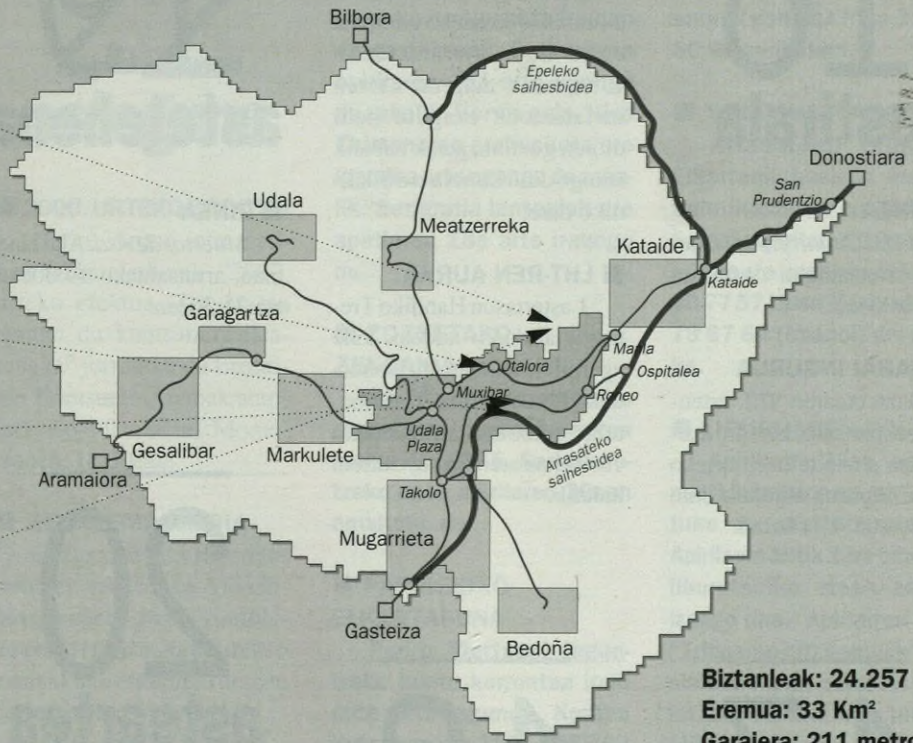 Bilbora
Epeleko
saihesbidea
Donostiara
San
Prudentzio
Udala
Meatzerreka
Kataide
Kataide
Garagartza
Maala
Otalora
Ospitalea
Muxibar
Roneo
Udala
Plaza
Gesalibar
Markulete
Arrasateko
saihesbidea
Aramaiora
Takolo
Mugarrieta
Gasteiza
Bedoña
Biztanleak: 24.257
Eremua: 33 Km²
Garaiera: 211 metro